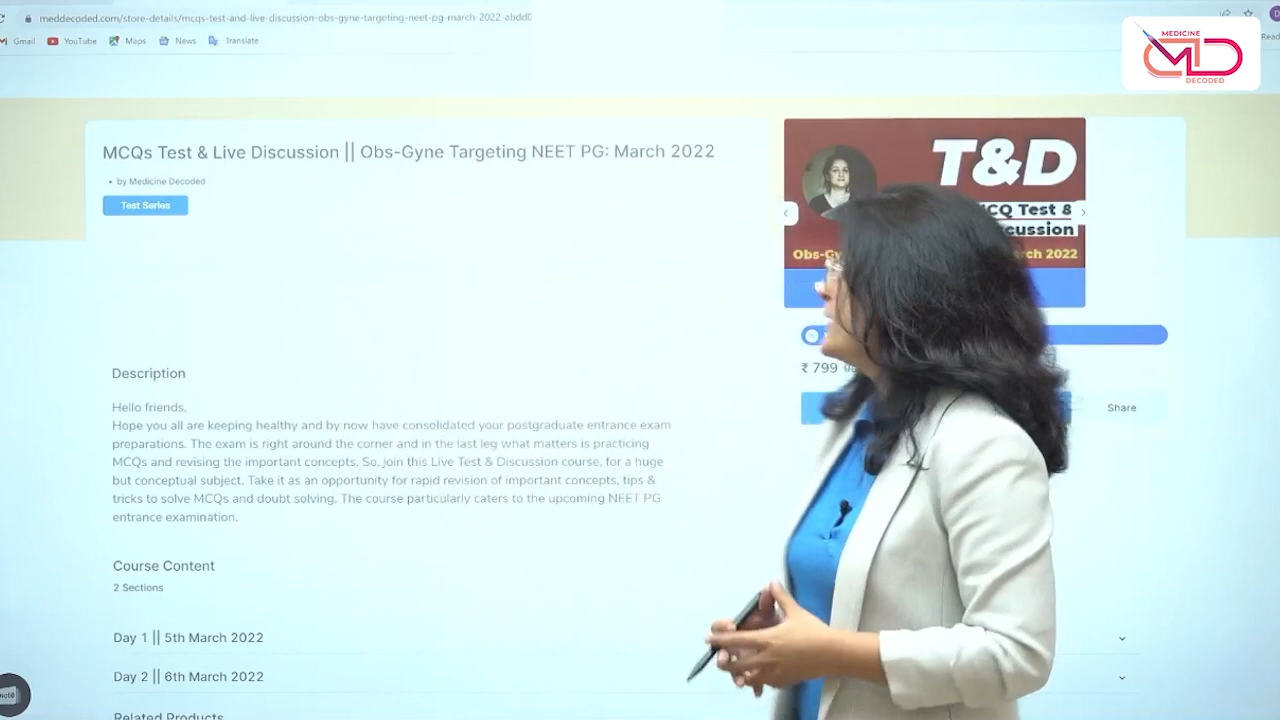 meddecoded.com/store-details/mcqs-test-and-live-discussion-obs-gyne-targeting-neet-pg-march-2022-abdd0
Gmail YouTube Maps News Translate
Read
MEDICINE
MD
DECODED
MCQs Test & Live Discussion || Obs-Gyne Targeting NEET PG: March 2022
• by Medicine Decoded
Test Series
T&D
CQ Test &
cussion
Obs-Gy rch 2022
₹ 799
Share
Description
Hello friends,
Hope you all are keeping healthy and by now have consolidated your postgraduate entrance exam
preparations. The exam is right around the corner and in the last leg what matters is practicing
MCQs and revising the important concepts. So, join this Live Test & Discussion course, for a huge
but conceptual subject. Take it as an opportunity for rapid revision of important concepts, tips &
tricks to solve MCQs and doubt solving. The course particularly caters to the upcoming NEET PG
entrance examination.
Course Content
2 Sections
Day 1 || 5th March 2022
Day 2 || 6th March 2022
Related Products